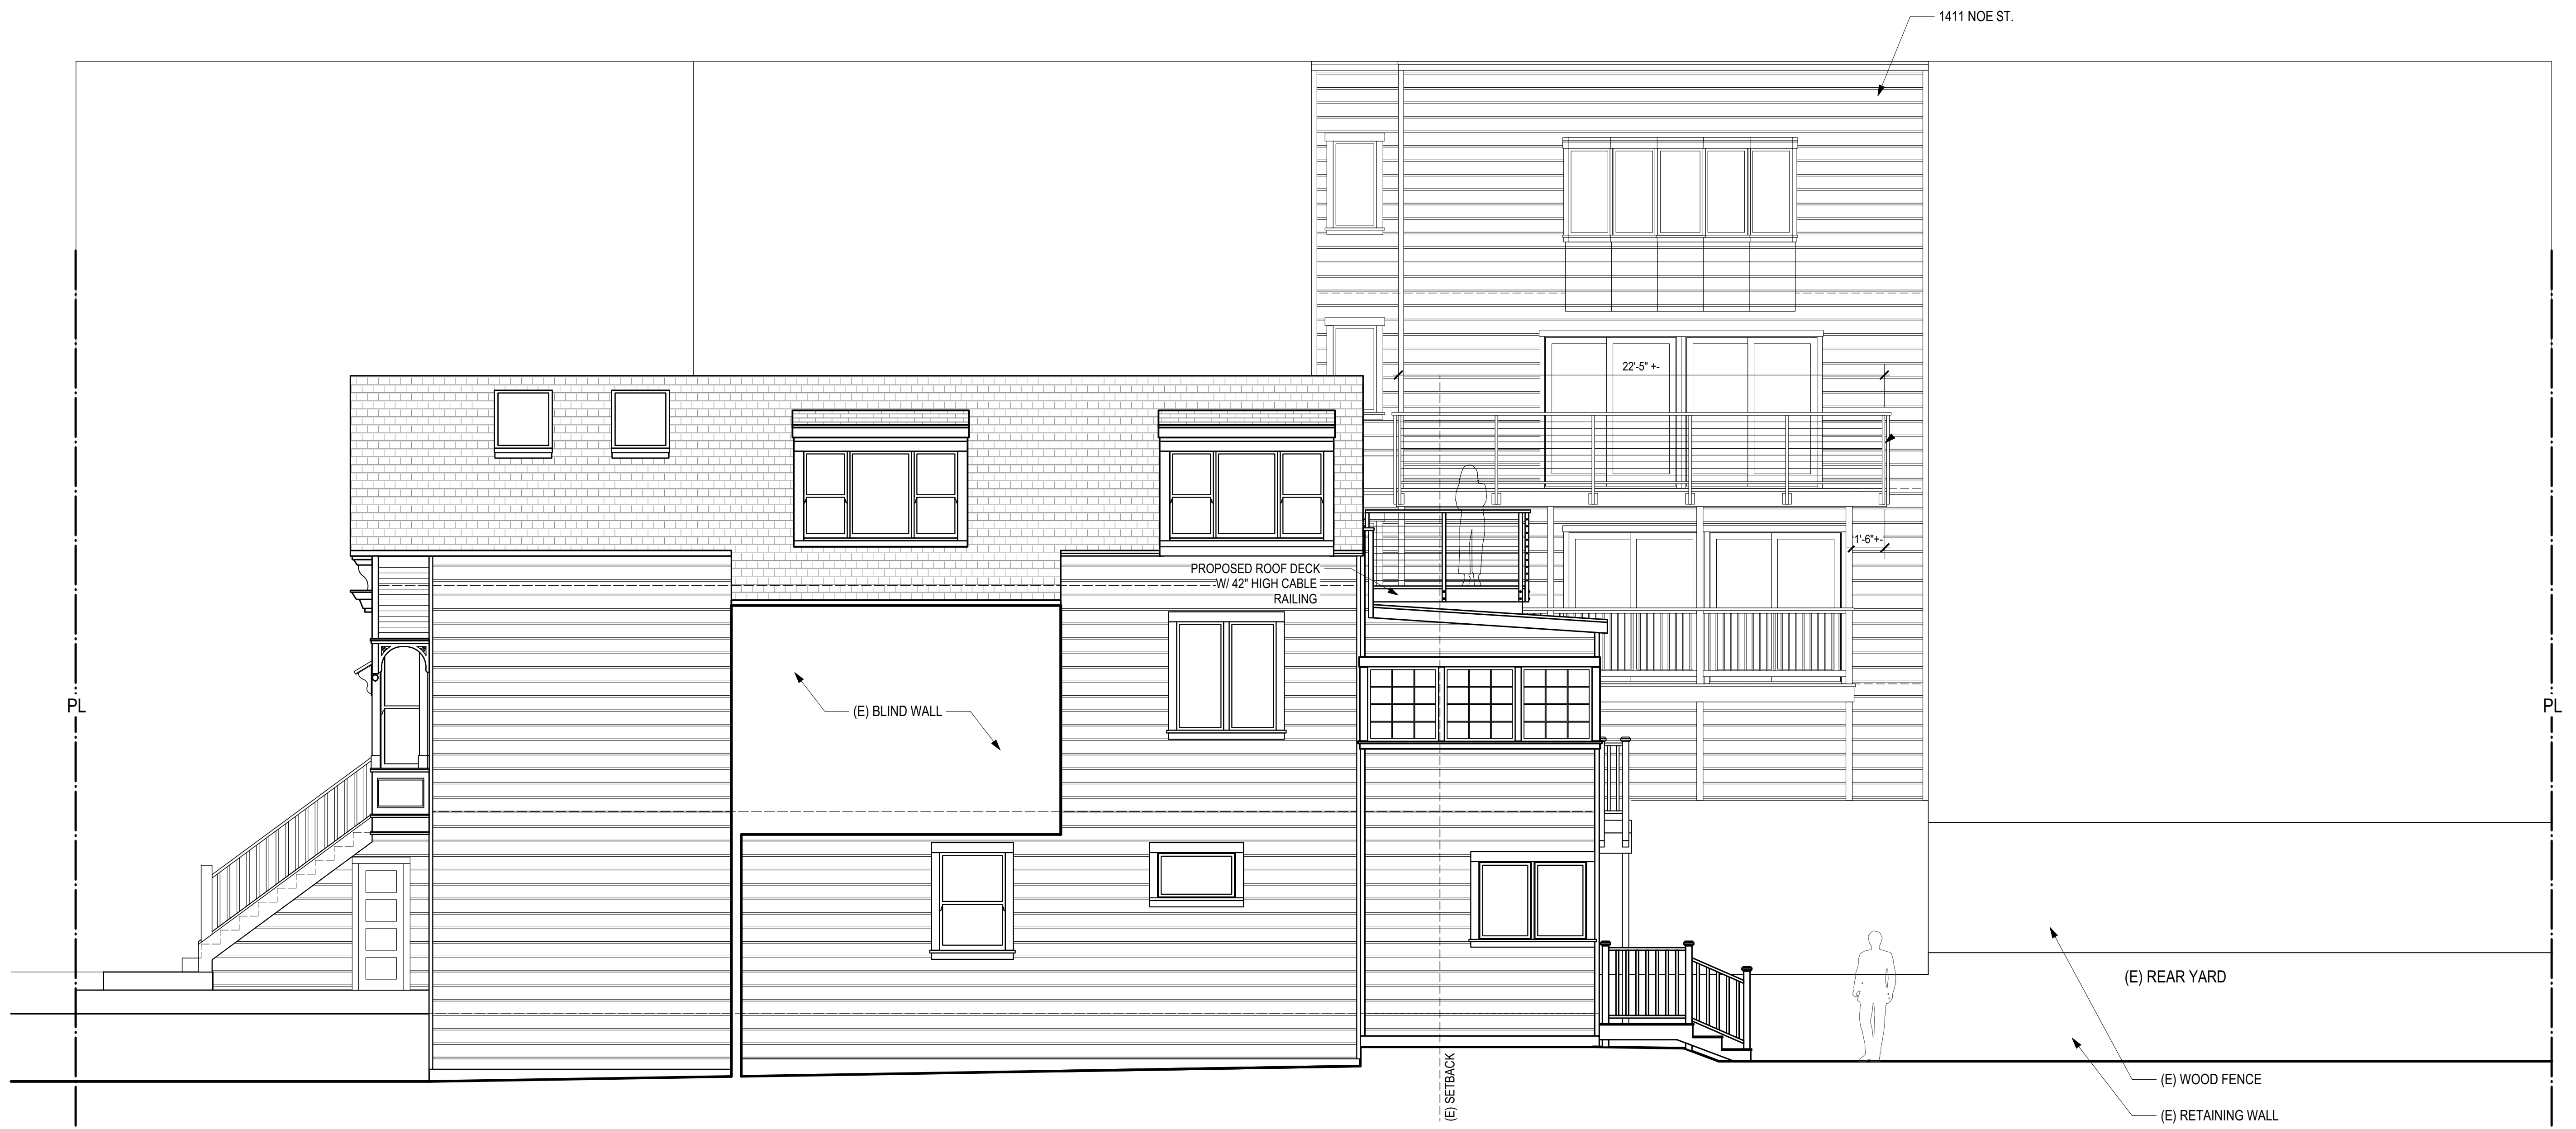 1411 NOE ST.
22'-5" +-
1'-6"+-
PROPOSED ROOF DECK
W/ 42" HIGH CABLE
RAILING
PL
(E) BLIND WALL
PL
(E) REAR YARD
(E) SETBACK
(E) WOOD FENCE
(E) RETAINING WALL